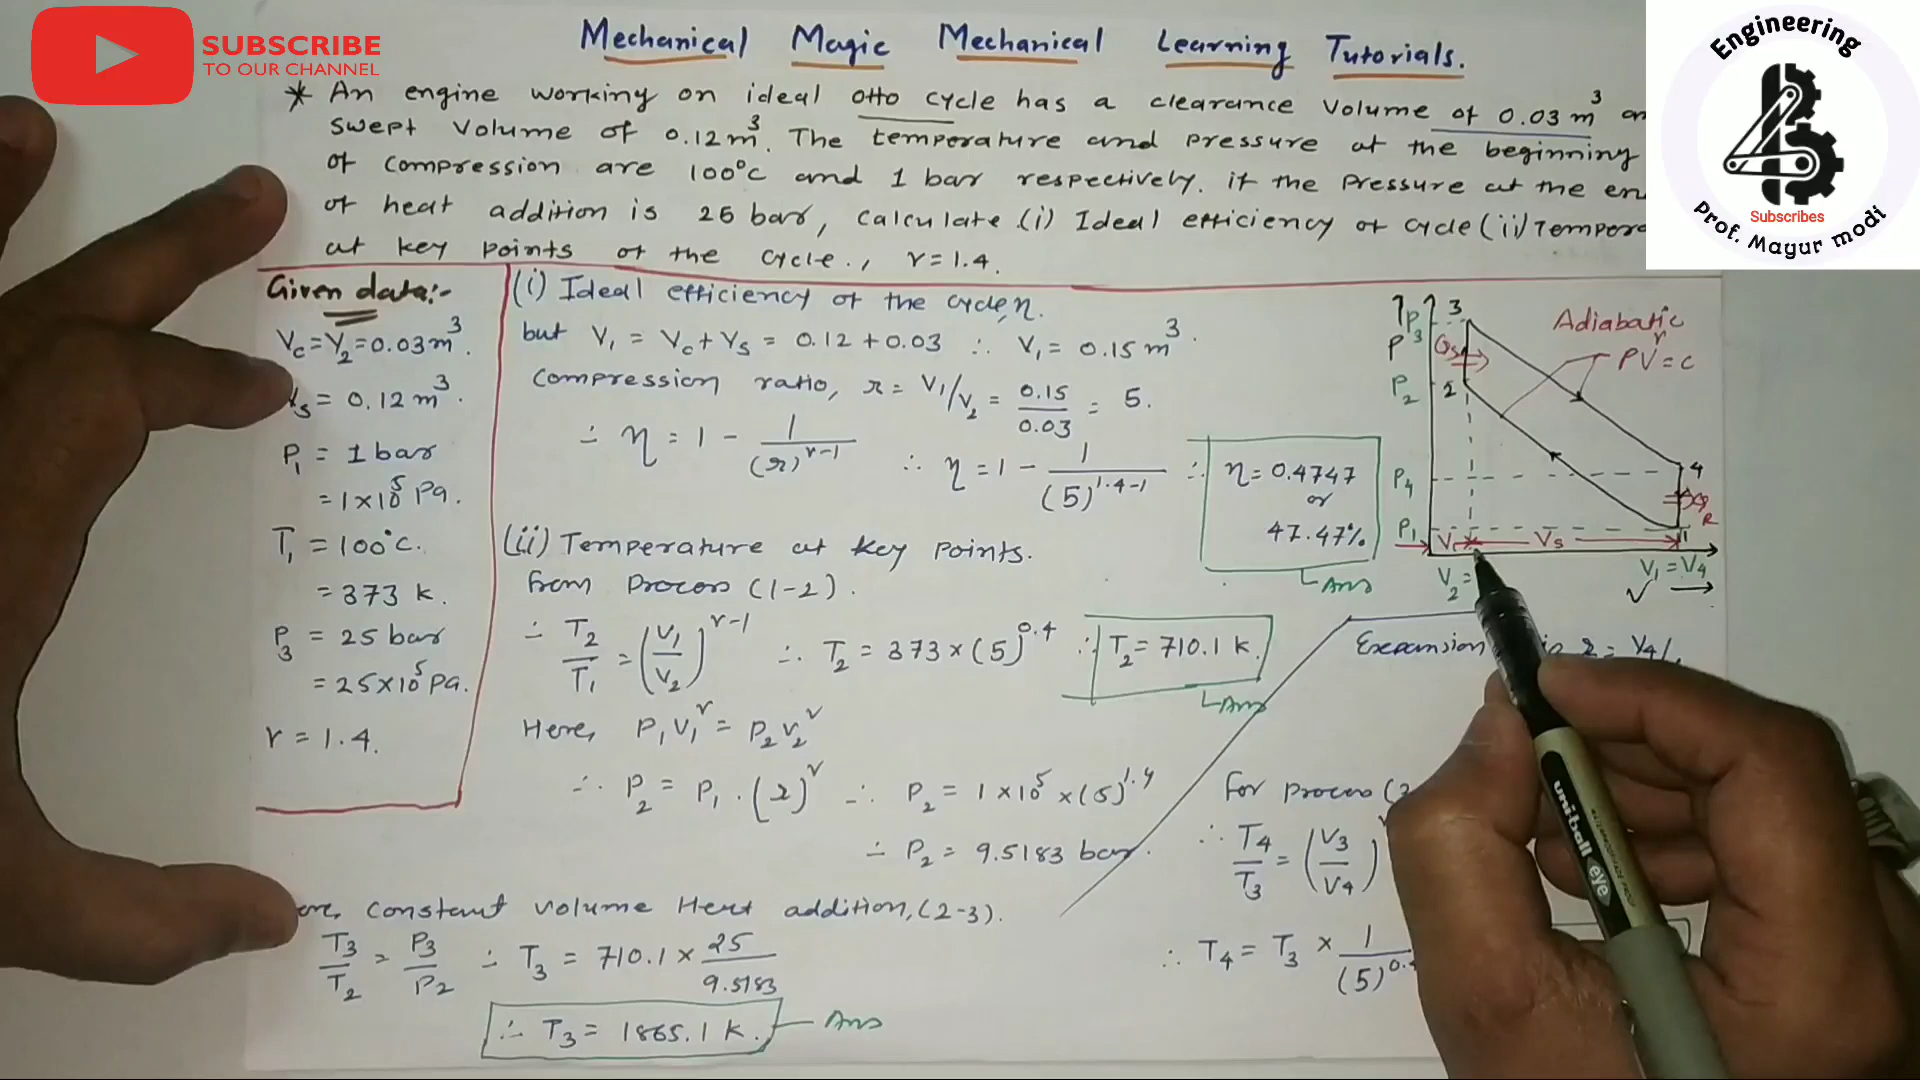 SUBSCRIBE
TO OUR CHANNEL
Mechanical Magic Mechanical Learning Tutorials.
Engineering
Subscribes
Prof. Mayur modi
* An engine working on ideal otto cycle has a clearance volume of 0.03 m³
swept volume of 0.12 m³. The temperature and pressure at the beginning
of compression are 100°c and 1 bar respectively. if the pressure at the
of heat addition is 25 bar, calculate (i) Ideal efficiency of cycle (ii)
at key points of the cycle., r = 1.4.
Given data:-
Vc = V2 = 0.03 m³.
Vs = 0.12 m³.
P1 = 1 bar
= 1 × 10⁵ Pa.
T1 = 100°c.
= 373 k.
P3 = 25 bar
= 25×10⁵ Pa.
r = 1.4.
(i) Ideal efficiency of the cycle, η.
but V1 = Vc + Vs = 0.12 + 0.03 ∴ V1 = 0.15 m³.
Compression ratio, r = V1/V2 = 0.15/0.03 = 5.
∴ η = 1 - 1/(r)^(r-1) ∴ η = 1 - 1/(5)^(1.4-1) ∴ η = 0.4747
or
47.47%
Ans
(ii) Temperature at key points.
from process (1-2).
∴ T2/T1 = (V1/V2)^(r-1) ∴ T2 = 373 × (5)^0.4 ∴ T2 = 710.1 k.
Ans
Here, P1V1^r = P2V2^r
∴ P2 = P1 · (r)^r ∴ P2 = 1 × 10⁵ × (5)^1.4
∴ P2 = 9.5183 bar.
constant volume Heat addition, (2-3).
T3/T2 = P3/P2 ∴ T3 = 710.1 × 25/9.5183
∴ T3 = 1865.1 k. Ans
P 3
P3
Adiabatic
PV^r = c
Qs
P
P2 2
P4 4
QR
P1 Vs 1
V2 = V1 = V4
Expansion
For process
∴ T4/T3 = (V3/V4)
∴ T4 = T3 × 1/(5)
uniball eye